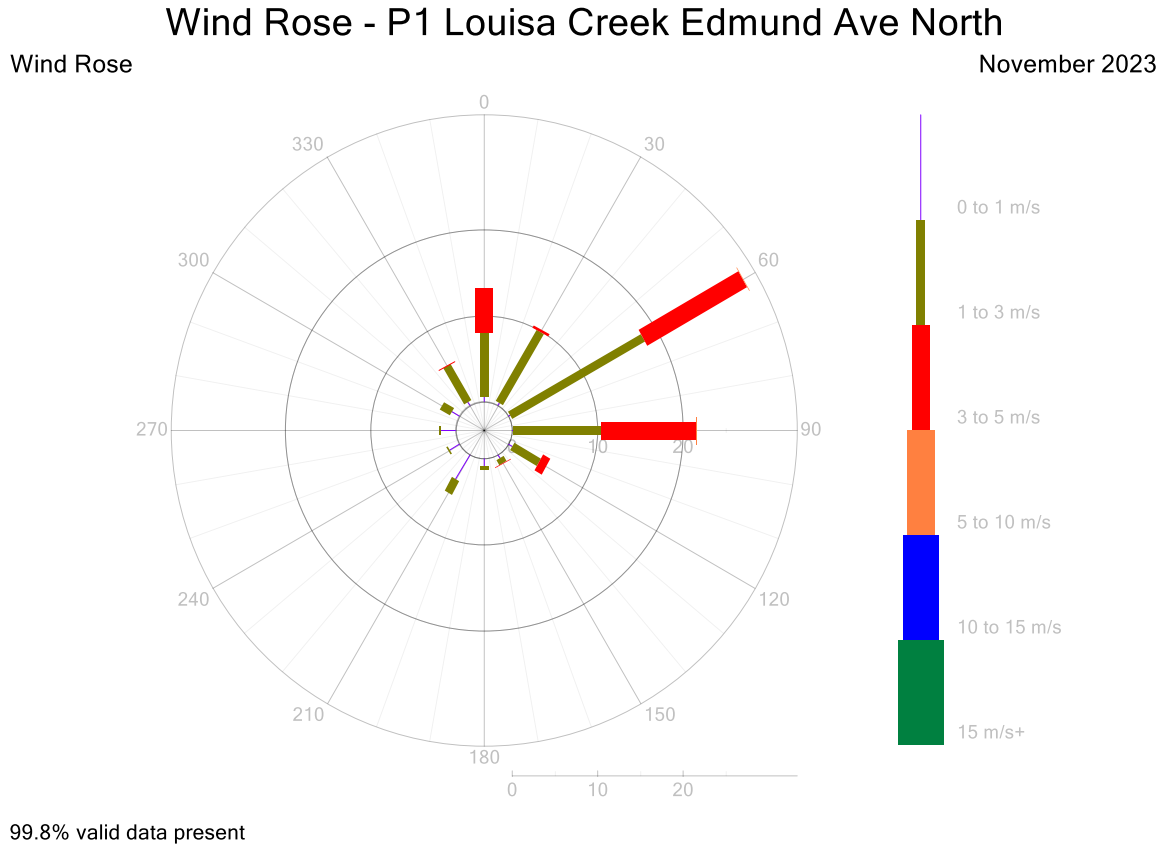 Wind Rose - P1 Louisa Creek Edmund Ave North
Wind Rose
November 2023
0
330
30
300
60
270
90
0
10
20
240
120
210
150
180
0
10
20
0 to 1 m/s
1 to 3 m/s
3 to 5 m/s
5 to 10 m/s
10 to 15 m/s
15 m/s+
99.8% valid data present